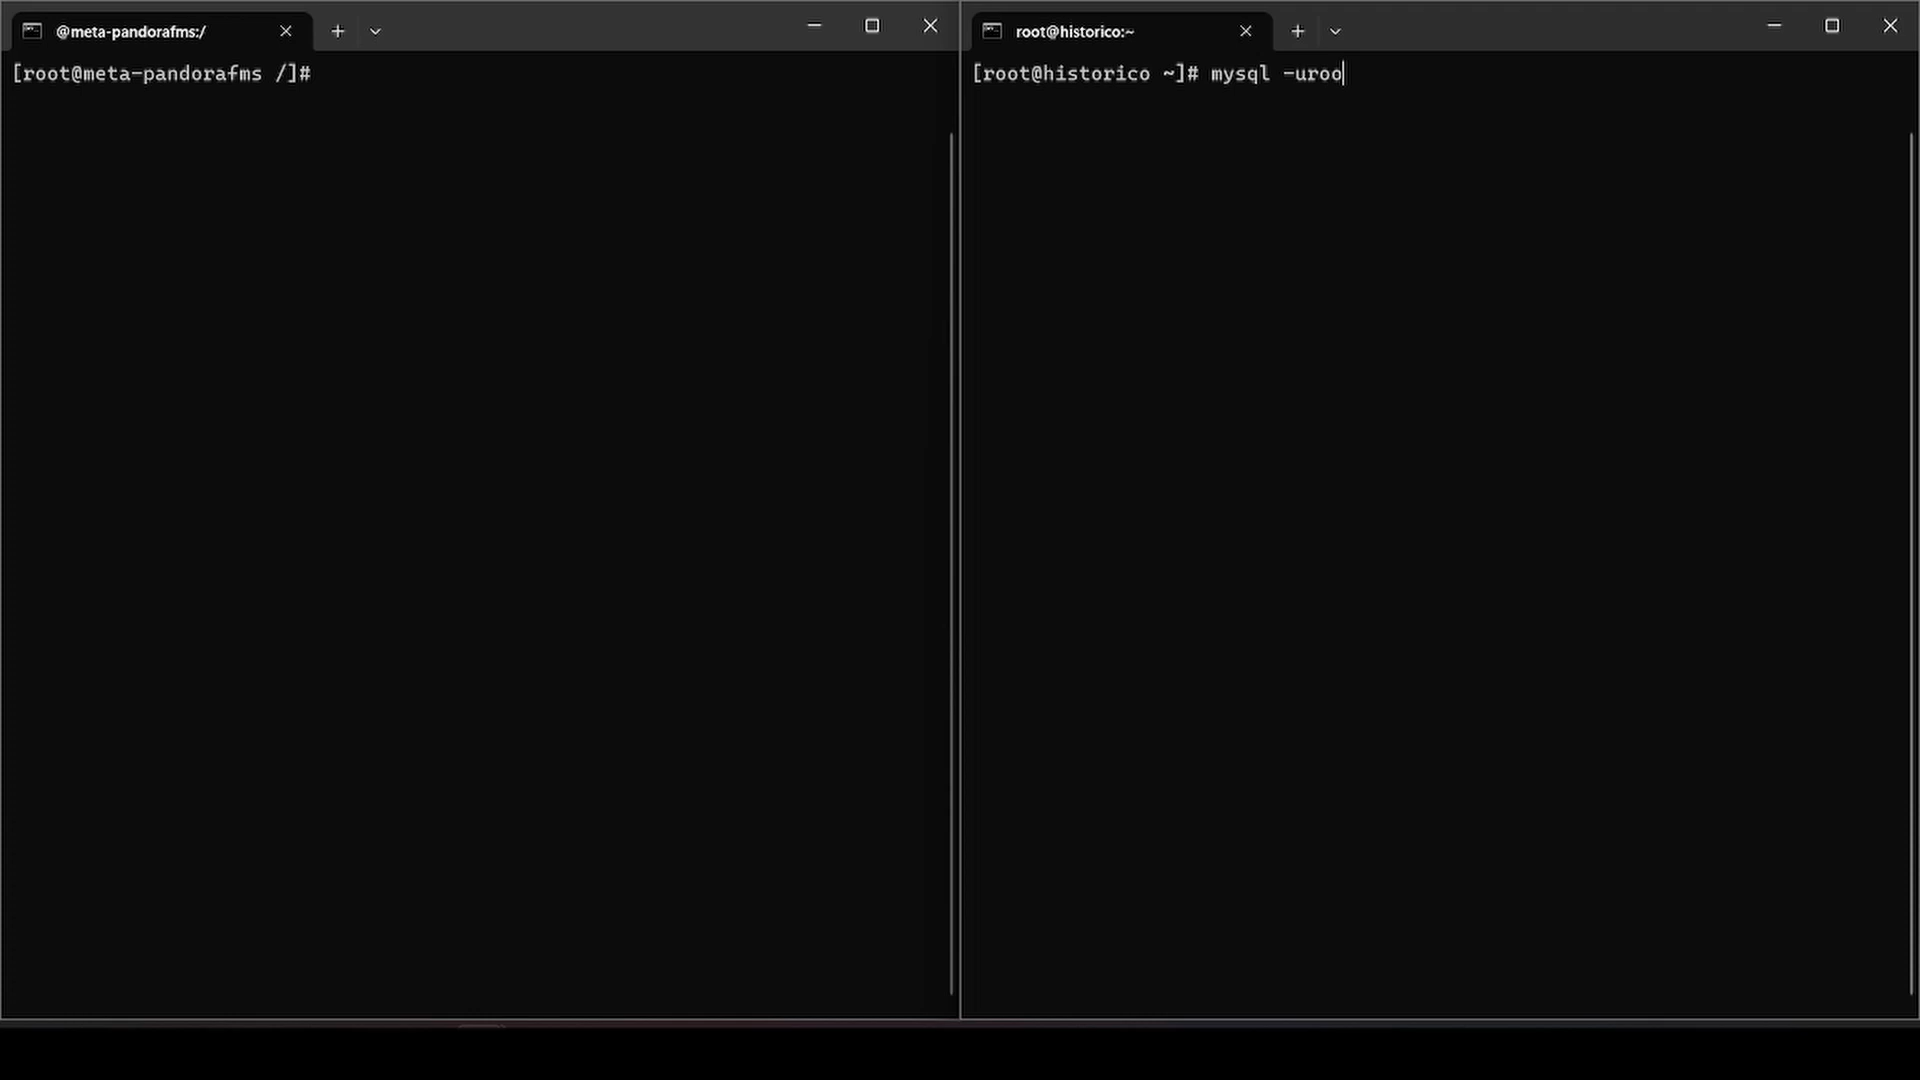 @meta-pandorafms:/
[root@meta-pandorafms /]#
root@historico:~
[root@historico ~]# mysql -uroo